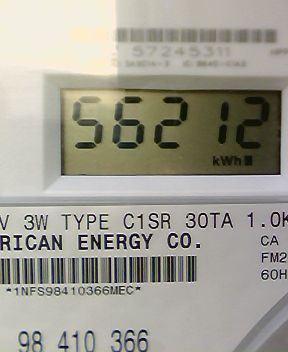 57245311
56212
kWh
V 3W TYPE C1SR 30TA 1.0K
RICAN ENERGY CO.
CA
FM2
60H
*1NFS98410366MEC*
98 410 366